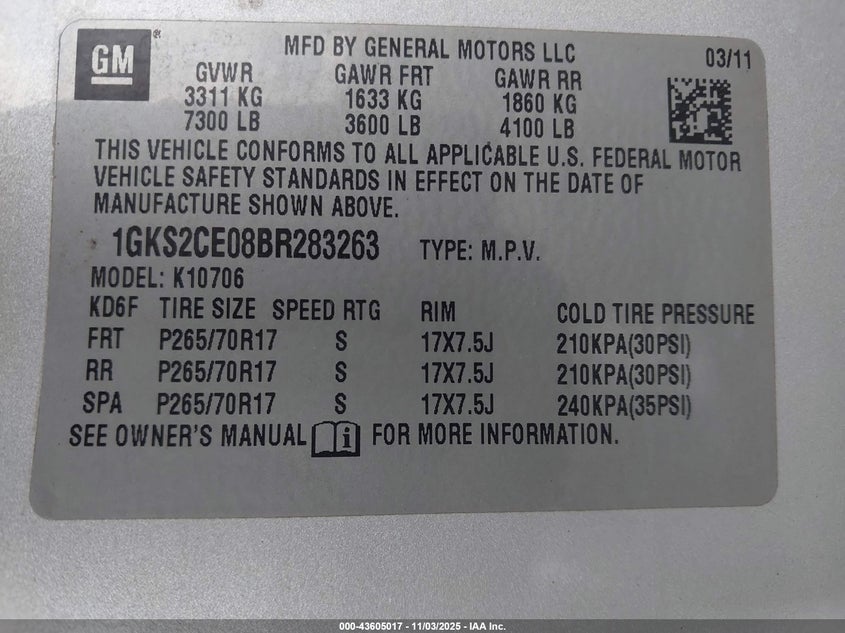 GM
MFD BY GENERAL MOTORS LLC 03/11
GVWR GAWR FRT GAWR RR
3311 KG 1633 KG 1860 KG
7300 LB 3600 LB 4100 LB
THIS VEHICLE CONFORMS TO ALL APPLICABLE U.S. FEDERAL MOTOR
VEHICLE SAFETY STANDARDS IN EFFECT ON THE DATE OF
MANUFACTURE SHOWN ABOVE.
1GKS2CE08BR283263 TYPE: M.P.V.
MODEL: K10706
KD6F TIRE SIZE SPEED RTG RIM COLD TIRE PRESSURE
FRT P265/70R17 S 17X7.5J 210KPA(30PSI)
RR P265/70R17 S 17X7.5J 210KPA(30PSI)
SPA P265/70R17 S 17X7.5J 240KPA(35PSI)
SEE OWNER'S MANUAL i FOR MORE INFORMATION.
000-43605017 - 11/03/2025 - IAA Inc.